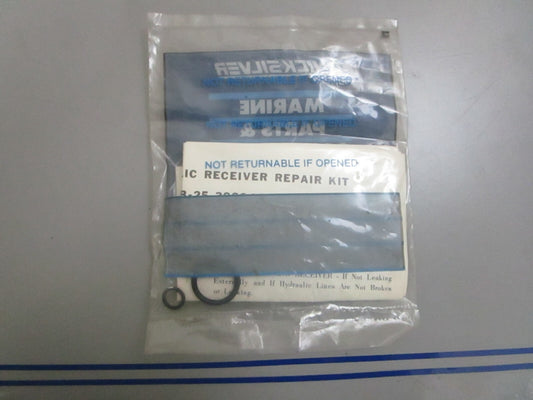 QUICKSILVER
MARINE
PARTS &
NOT RETURNABLE IF OPENED
IC RECEIVER REPAIR KIT
RECEIVER - If Not Leaking
Externally and If Hydraulic Lines Are Not Broken
or Leaking.